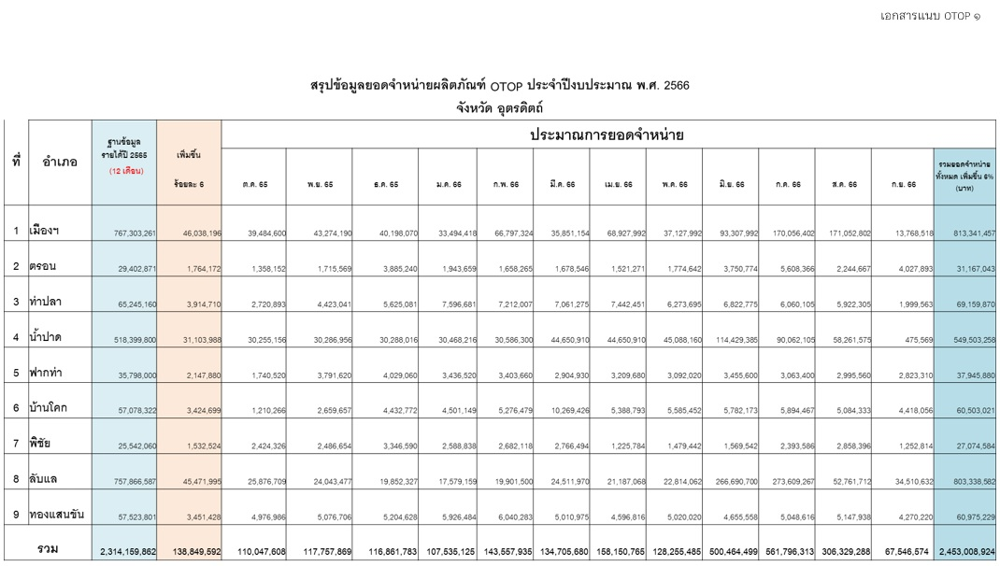 เอกสารแนบ OTOP ๑
สรุปข้อมูลยอดจำหน่ายผลิตภัณฑ์ OTOP ประจำปีงบประมาณ พ.ศ. 2566
จังหวัด อุตรดิตถ์
ที่ อำเภอ ฐานข้อมูล รายได้ปี 2565 (12 เดือน) เพิ่มขึ้น ร้อยละ 6 ประมาณการยอดจำหน่าย
ต.ค. 65 พ.ย. 65 ธ.ค. 65 ม.ค. 66 ก.พ. 66 มี.ค. 66 เม.ย. 66 พ.ค. 66 มิ.ย. 66 ก.ค. 66 ส.ค. 66 ก.ย. 66 รวมยอดจำหน่าย ทั้งหมด เพิ่มขึ้น 6% (บาท)
1 เมืองฯ 767,303,261 46,038,196 39,484,600 43,274,190 40,198,070 33,494,418 66,797,324 35,851,154 68,927,992 37,127,992 93,307,992 170,056,402 171,052,802 13,768,518 813,341,457
2 ตรอน 29,402,871 1,764,172 1,358,152 1,715,569 3,885,240 1,943,659 1,658,265 1,678,546 1,521,271 1,774,642 3,750,774 5,608,366 2,244,667 4,027,893 31,167,043
3 ท่าปลา 65,245,160 3,914,710 2,720,893 4,423,041 5,625,081 7,596,681 7,212,007 7,061,275 7,442,451 6,273,695 6,822,775 6,060,105 5,922,305 1,999,563 69,159,870
4 น้ำปาด 518,399,800 31,103,988 30,255,156 30,286,956 30,288,016 30,468,216 30,586,300 44,650,910 44,650,910 45,088,160 114,429,385 90,062,105 58,261,575 475,569 549,503,258
5 ฟากท่า 35,798,000 2,147,880 1,740,520 3,791,620 4,029,060 3,436,520 3,403,660 2,904,930 3,209,680 3,092,020 3,455,600 3,063,400 2,995,560 2,823,310 37,945,880
6 บ้านโคก 57,078,322 3,424,699 1,210,266 2,659,657 4,432,772 4,501,149 5,276,479 10,269,426 5,388,793 5,585,452 5,782,173 5,894,467 5,084,333 4,418,056 60,503,021
7 พิชัย 25,542,060 1,532,524 2,424,326 2,486,654 3,346,590 2,588,838 2,682,118 2,766,494 1,225,784 1,479,442 1,569,542 2,393,586 2,858,396 1,252,814 27,074,584
8 ลับแล 757,866,587 45,471,995 25,876,709 24,043,477 19,852,327 17,579,159 19,901,500 24,511,970 21,187,068 22,814,062 266,690,700 273,609,267 52,761,712 34,510,632 803,338,582
9 ทองแสนขัน 57,523,801 3,451,428 4,976,986 5,076,706 5,204,628 5,926,484 6,040,283 5,010,975 4,596,816 5,020,020 4,655,558 5,048,616 5,147,938 4,270,220 60,975,229
รวม 2,314,159,862 138,849,592 110,047,608 117,757,869 116,861,783 107,535,125 143,557,935 134,705,680 158,150,765 128,255,485 500,464,499 561,796,313 306,329,288 67,546,574 2,453,008,924